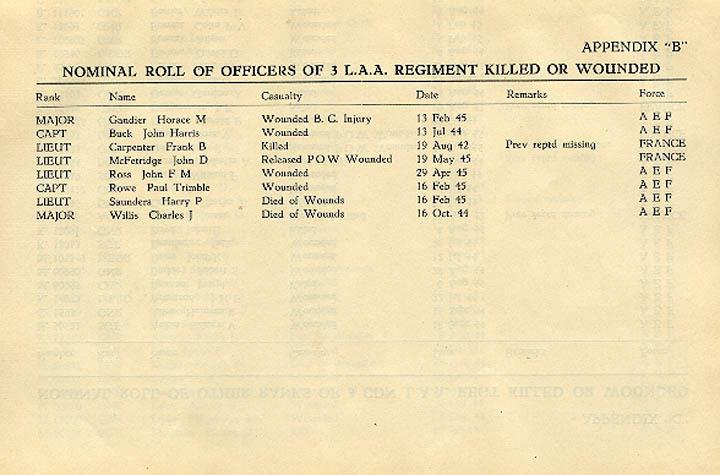 APPENDIX "B"
NOMINAL ROLL OF OFFICERS OF 3 L.A.A. REGIMENT KILLED OR WOUNDED
Rank Name Casualty Date Remarks Force
MAJOR Gandier Horace M Wounded B. C. Injury 13 Feb 45 A E F
CAPT Buck John Harris Wounded 13 Jul 44 A E F
LIEUT Carpenter Frank B Killed 19 Aug 42 Prev reptd missing FRANCE
LIEUT McFetridge John D Released P O W Wounded 19 May 45 FRANCE
LIEUT Ross John F M Wounded 29 Apr 45 A E F
CAPT Rowe Paul Trimble Wounded 16 Feb 45 A E F
LIEUT Saunders Harry P Died of Wounds 16 Feb 45 A E F
MAJOR Willis Charles J Died of Wounds 16 Oct. 44 A E F